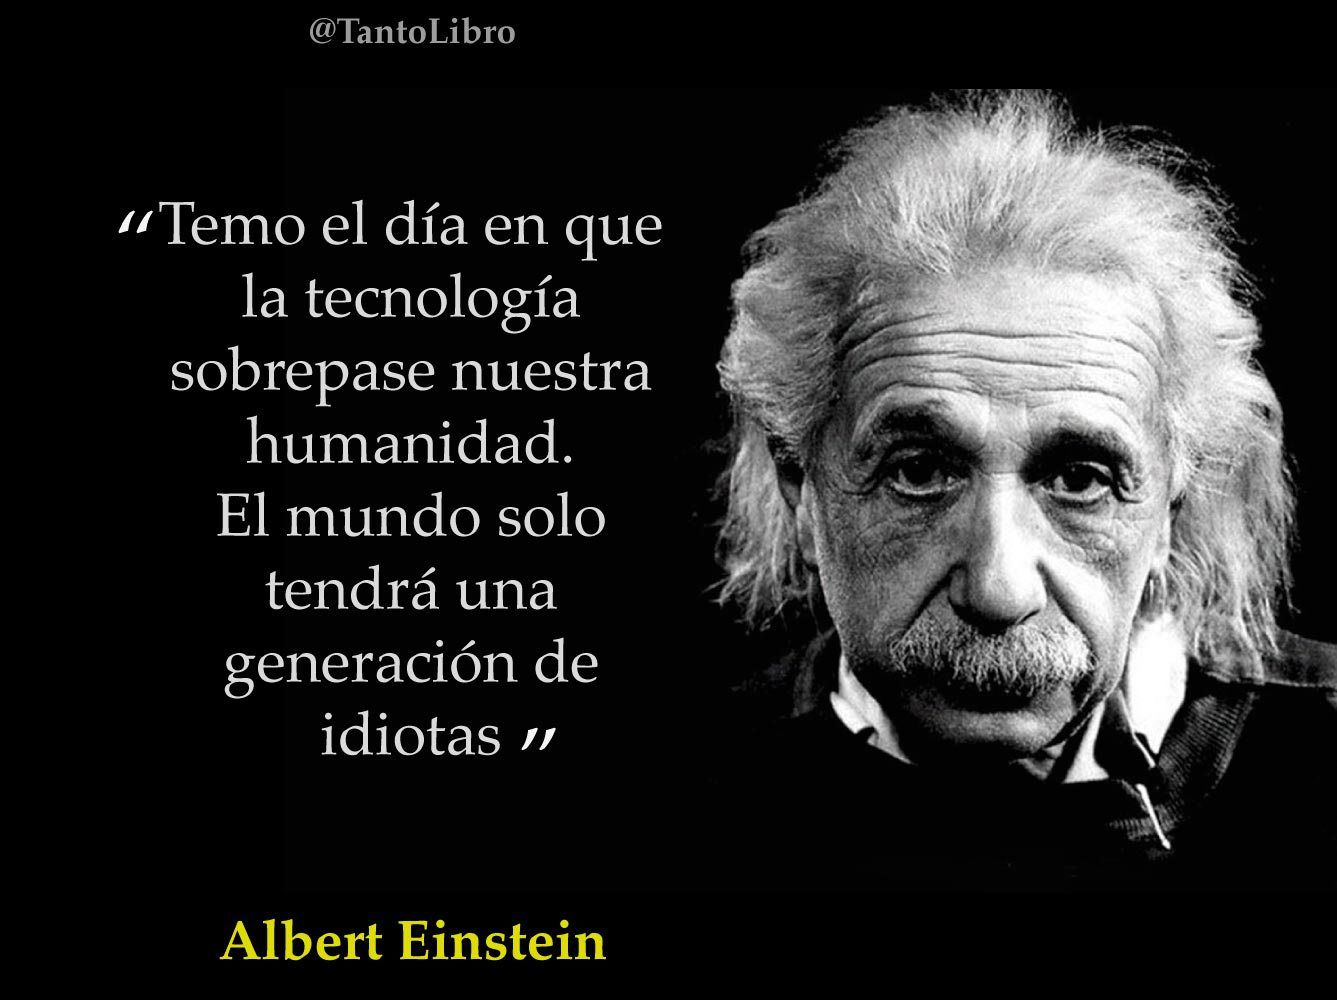 @TantoLibro
“Temo el día en que
la tecnología
sobrepase nuestra
humanidad.
El mundo solo
tendrá una
generación de
idiotas”
Albert Einstein